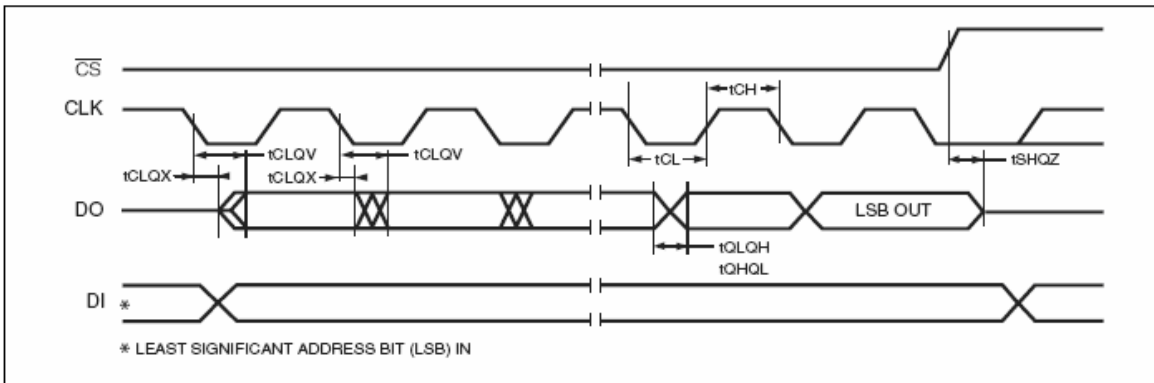 CS
CLK
tCH
tCLQV
tCLQV
tCL
tSHQZ
tCLQX
tCLQX
DO
LSB OUT
tQLQH
tQHQL
DI *
* LEAST SIGNIFICANT ADDRESS BIT (LSB) IN